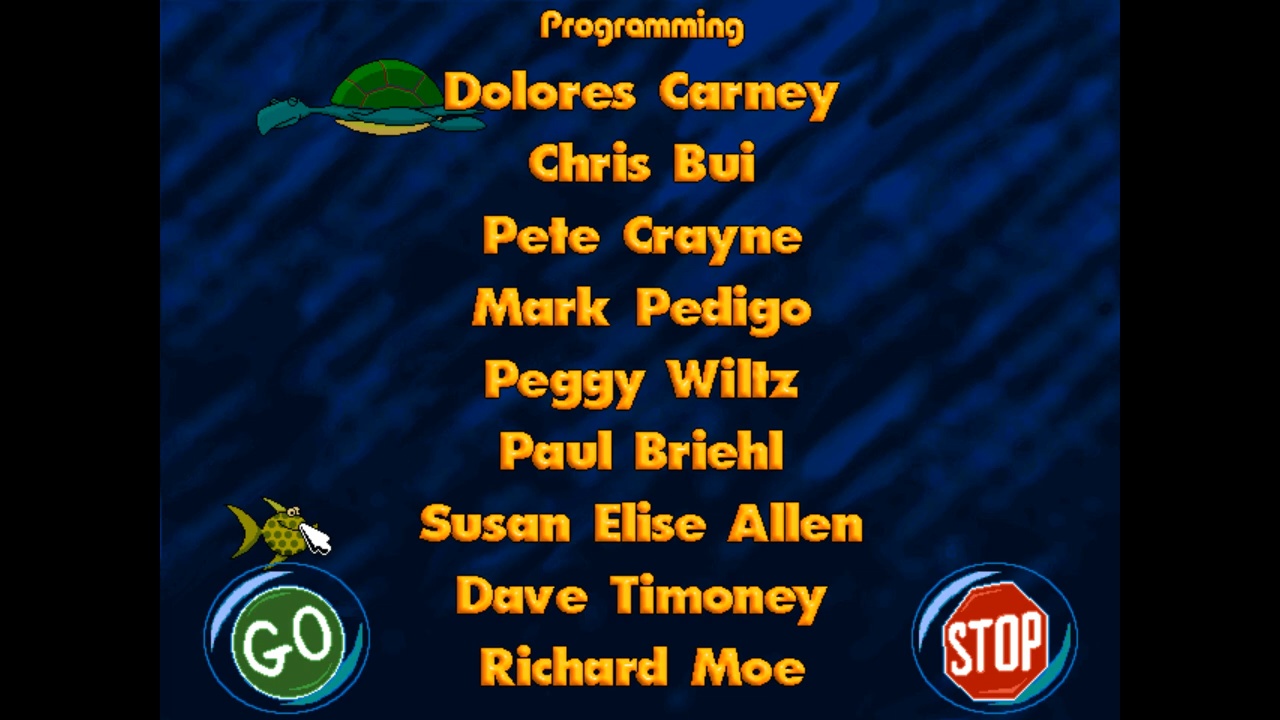 Programming
Dolores Carney
Chris Bui
Pete Crayne
Mark Pedigo
Peggy Wiltz
Paul Briehl
Susan Elise Allen
Dave Timoney
Richard Moe
GO
STOP